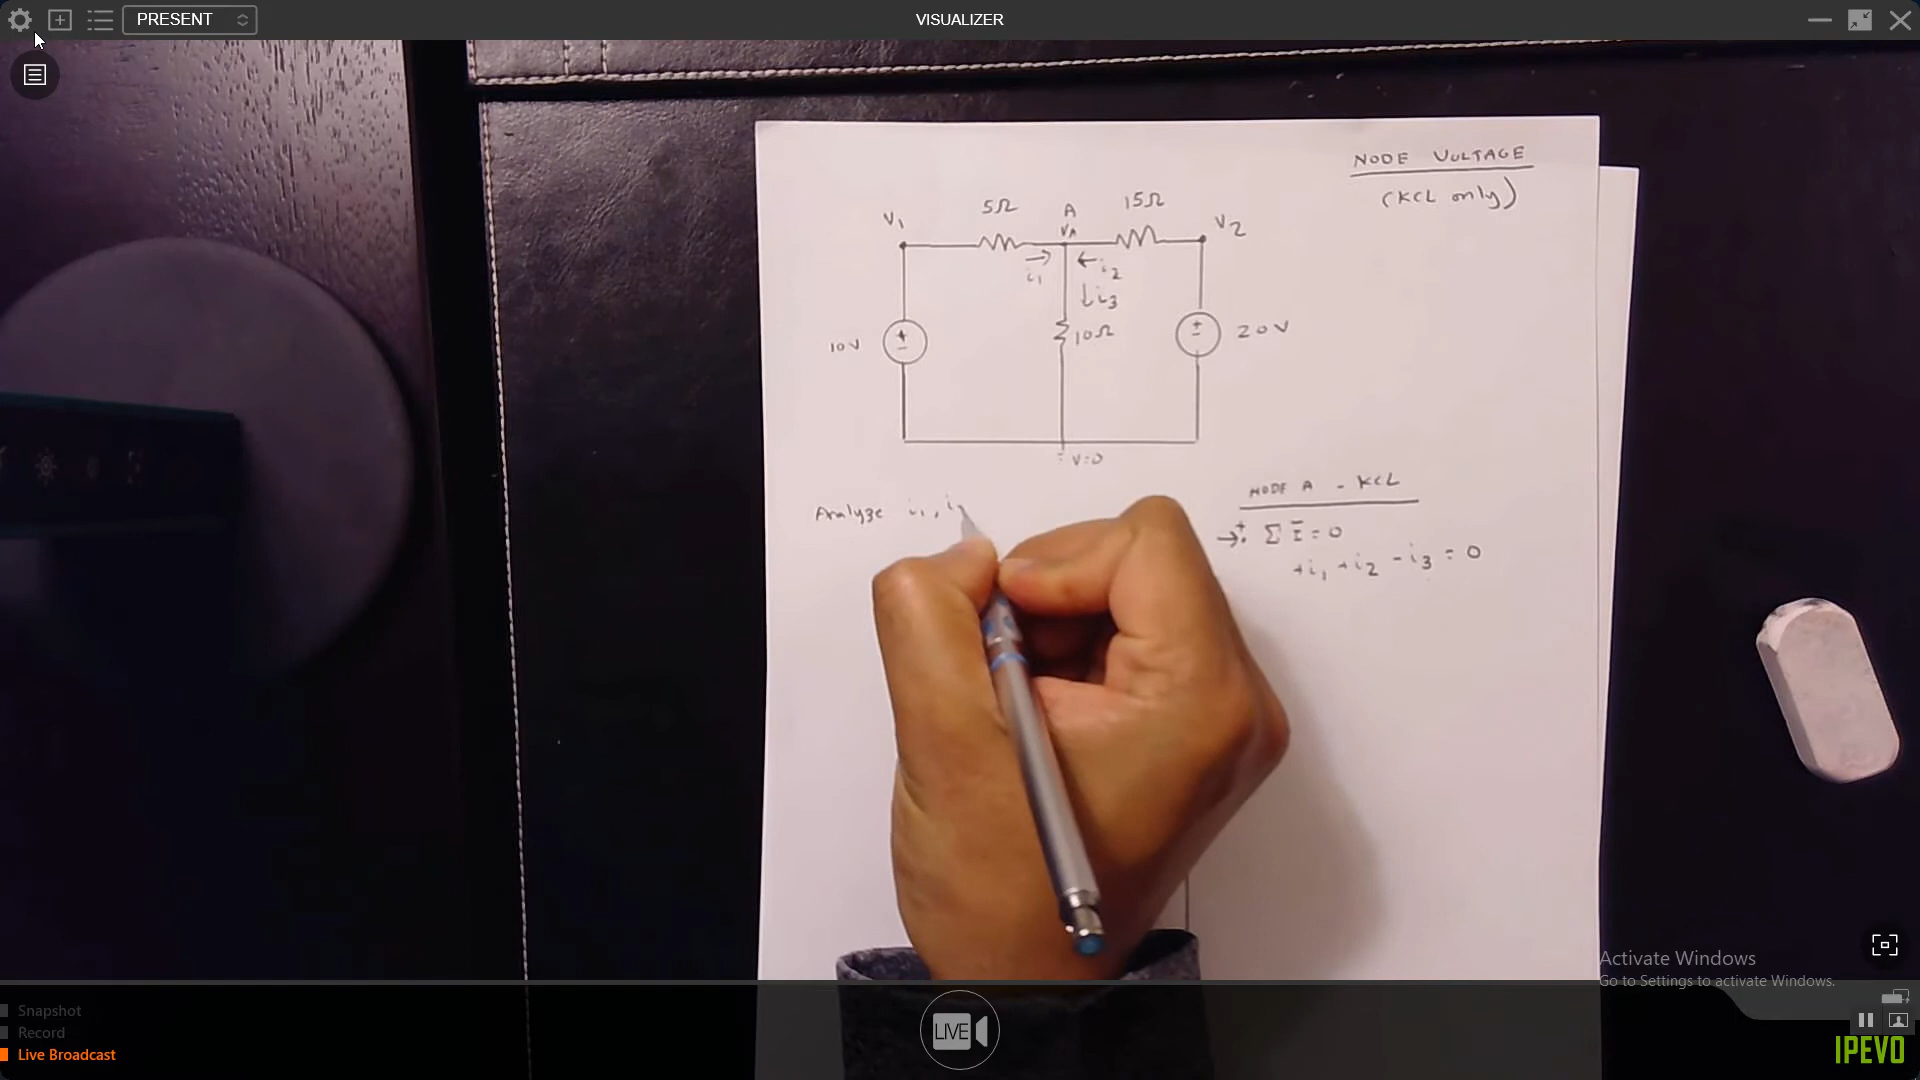 PRESENT
VISUALIZER
NODE VOLTAGE
(KCL only)
V1
5Ω
A
VA
15Ω
V2
i1
i2
i3
10V
10Ω
20V
V=0
Analyze i1, i
NODE A - KCL
→+ Σ I = 0
+i1 +i2 -i3 = 0
LIVE
Snapshot
Record
Live Broadcast
Activate Windows
Go to Settings to activate Windows.
IPEVO